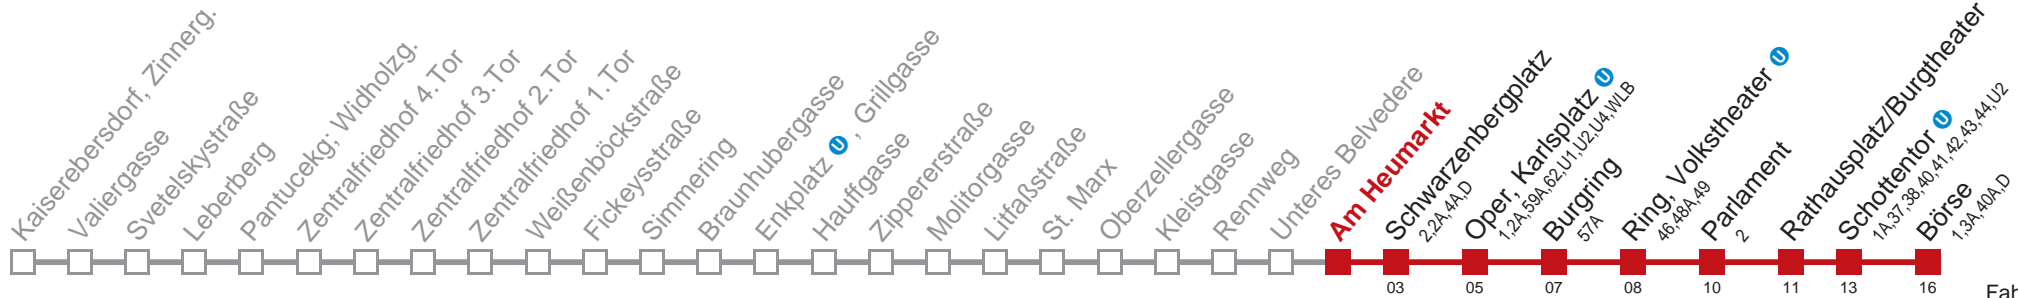 Kaiserebersdorf, Zinnerg.
Valiergasse
Svetelskystraße
Leberberg
Pantucekg; Widholzg.
Zentralfriedhof 4. Tor
Zentralfriedhof 3. Tor
Zentralfriedhof 2. Tor
Zentralfriedhof 1. Tor
Weißenböckstraße
Fickeysstraße
Simmering
Braunhubergasse
Enkplatz U , Grillgasse
Hauffgasse
Zippererstraße
Molitorgasse
Litfaßstraße
St. Marx
Oberzellergasse
Kleistgasse
Rennweg
Unteres Belvedere
Am Heumarkt
Schwarzenbergplatz
2,2A,4A,D
Oper, Karlsplatz U
1,2A,59A,62,U1,U2,U4,WLB
Burgring
57A
Ring, Volkstheater U
46,48A,49
Parlament
2
Rathausplatz/Burgtheater
Schottentor U
1A,37,38,40,41,42,43,44,U2
Börse
1,3A,40A,D
03 05 07 08 10 11 13 16
Fah